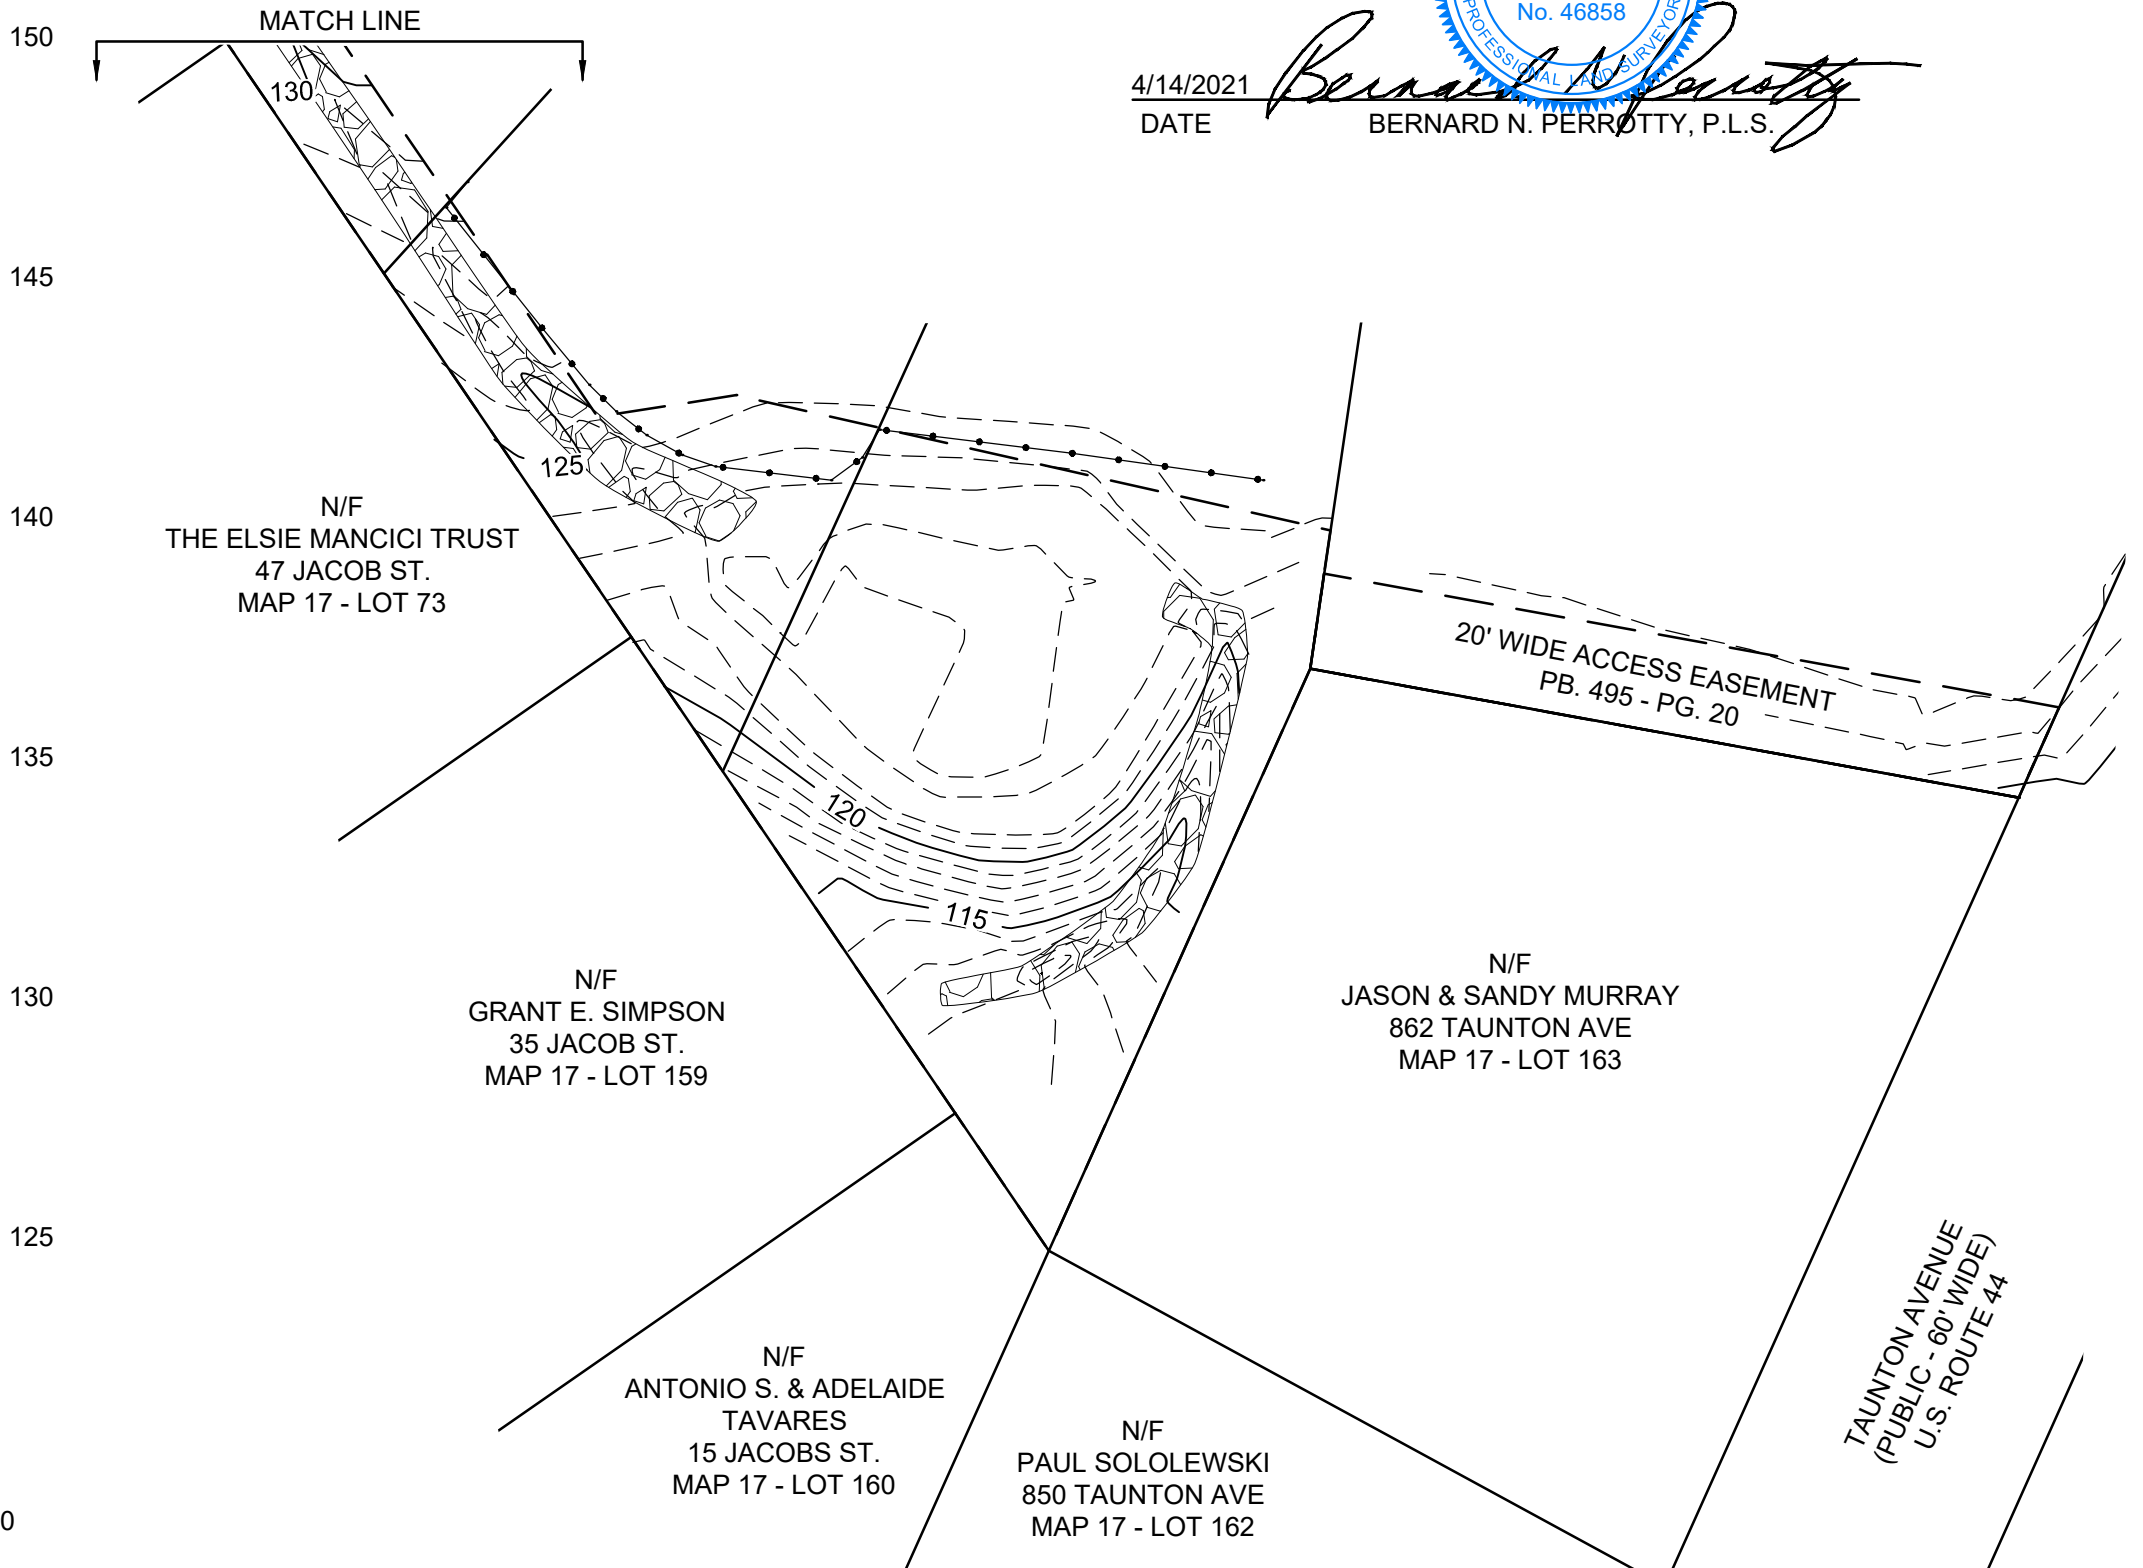 MATCH LINE
150
No. 46858
PROFESSIONAL LAND SURVEYOR
130
4/14/2021
Bernard N. Perrotty
DATE
BERNARD N. PERROTTY, P.L.S.
145
125
140
N/F
THE ELSIE MANCICI TRUST
47 JACOB ST.
MAP 17 - LOT 73
20' WIDE ACCESS EASEMENT
PB. 495 - PG. 20
135
120
115
130
N/F
GRANT E. SIMPSON
35 JACOB ST.
MAP 17 - LOT 159
N/F
JASON & SANDY MURRAY
862 TAUNTON AVE
MAP 17 - LOT 163
125
TAUNTON AVENUE
(PUBLIC - 60' WIDE)
U.S. ROUTE 44
N/F
ANTONIO S. & ADELAIDE
TAVARES
15 JACOBS ST.
MAP 17 - LOT 160
N/F
PAUL SOLOLEWSKI
850 TAUNTON AVE
MAP 17 - LOT 162
0